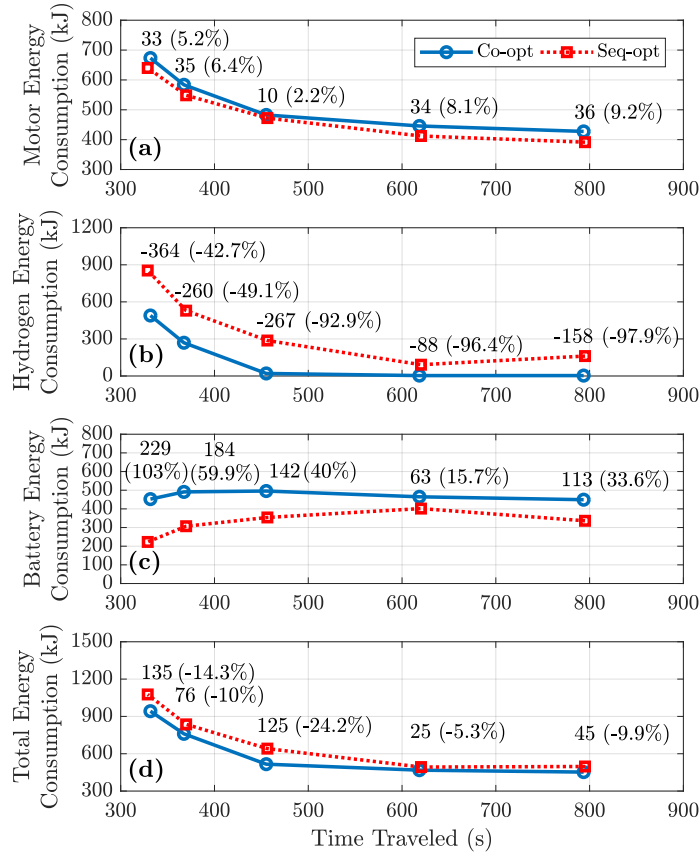 800
700
600
500
400
300
Motor Energy
Consumption (kJ)
33 (5.2%)
35 (6.4%)
10 (2.2%)
34 (8.1%)
36 (9.2%)
Co-opt
Seq-opt
(a)
300 400 500 600 700 800 900
1200
900
600
300
0
Hydrogen Energy
Consumption (kJ)
-364 (-42.7%)
-260 (-49.1%)
-267 (-92.9%)
-88 (-96.4%)
-158 (-97.9%)
(b)
300 400 500 600 700 800 900
800
700
600
500
400
300
200
100
0
Battery Energy
Consumption (kJ)
229
(103%)
184
(59.9%)
142 (40%)
63 (15.7%)
113 (33.6%)
(c)
300 400 500 600 700 800 900
1500
1200
900
600
300
Total Energy
Consumption (kJ)
135 (-14.3%)
76 (-10%)
125 (-24.2%)
25 (-5.3%)
45 (-9.9%)
(d)
300 400 500 600 700 800 900
Time Traveled (s)